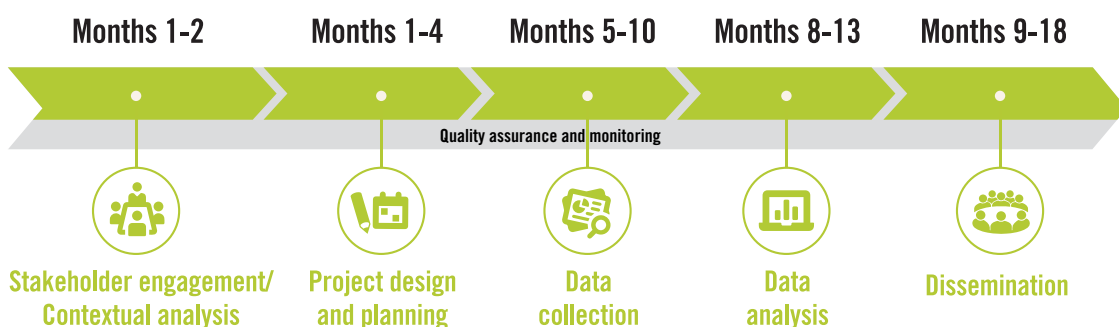 Months 1-2
Months 1-4
Months 5-10
Months 8-13
Months 9-18
Quality assurance and monitoring
Stakeholder engagement/
Contextual analysis
Project design
and planning
Data
collection
Data
analysis
Dissemination